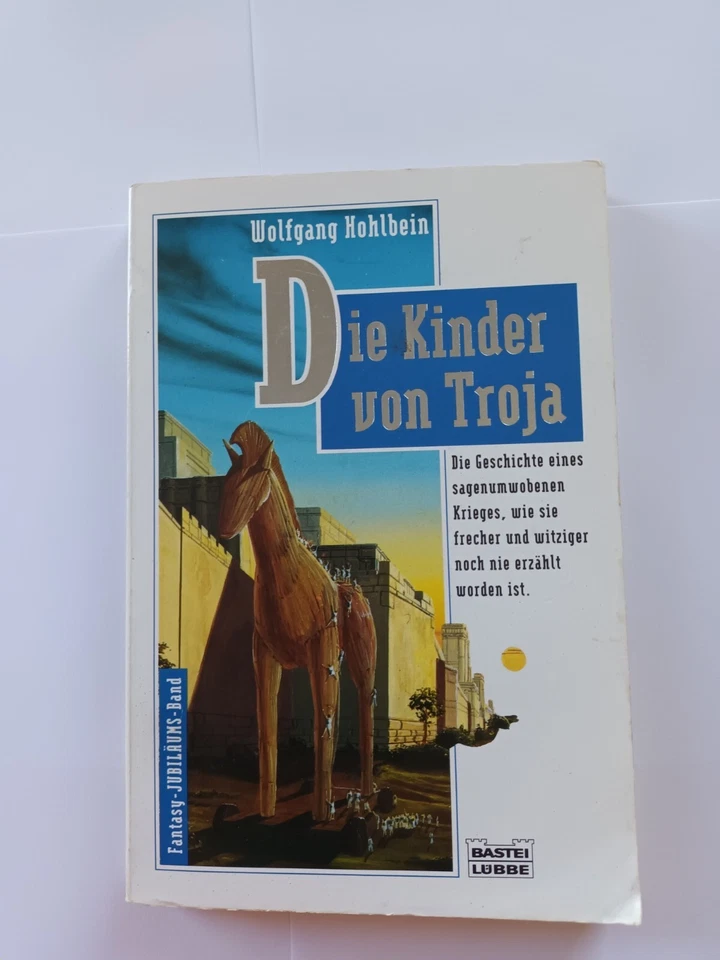 Wolfgang Hohlbein
Die Kinder
von Troja
Die Geschichte eines
sagenumwobenen
Krieges, wie sie
frecher und witziger
noch nie erzählt
worden ist.
Fantasy-JUBILÄUMS-Band
BASTEI
LÜBBE